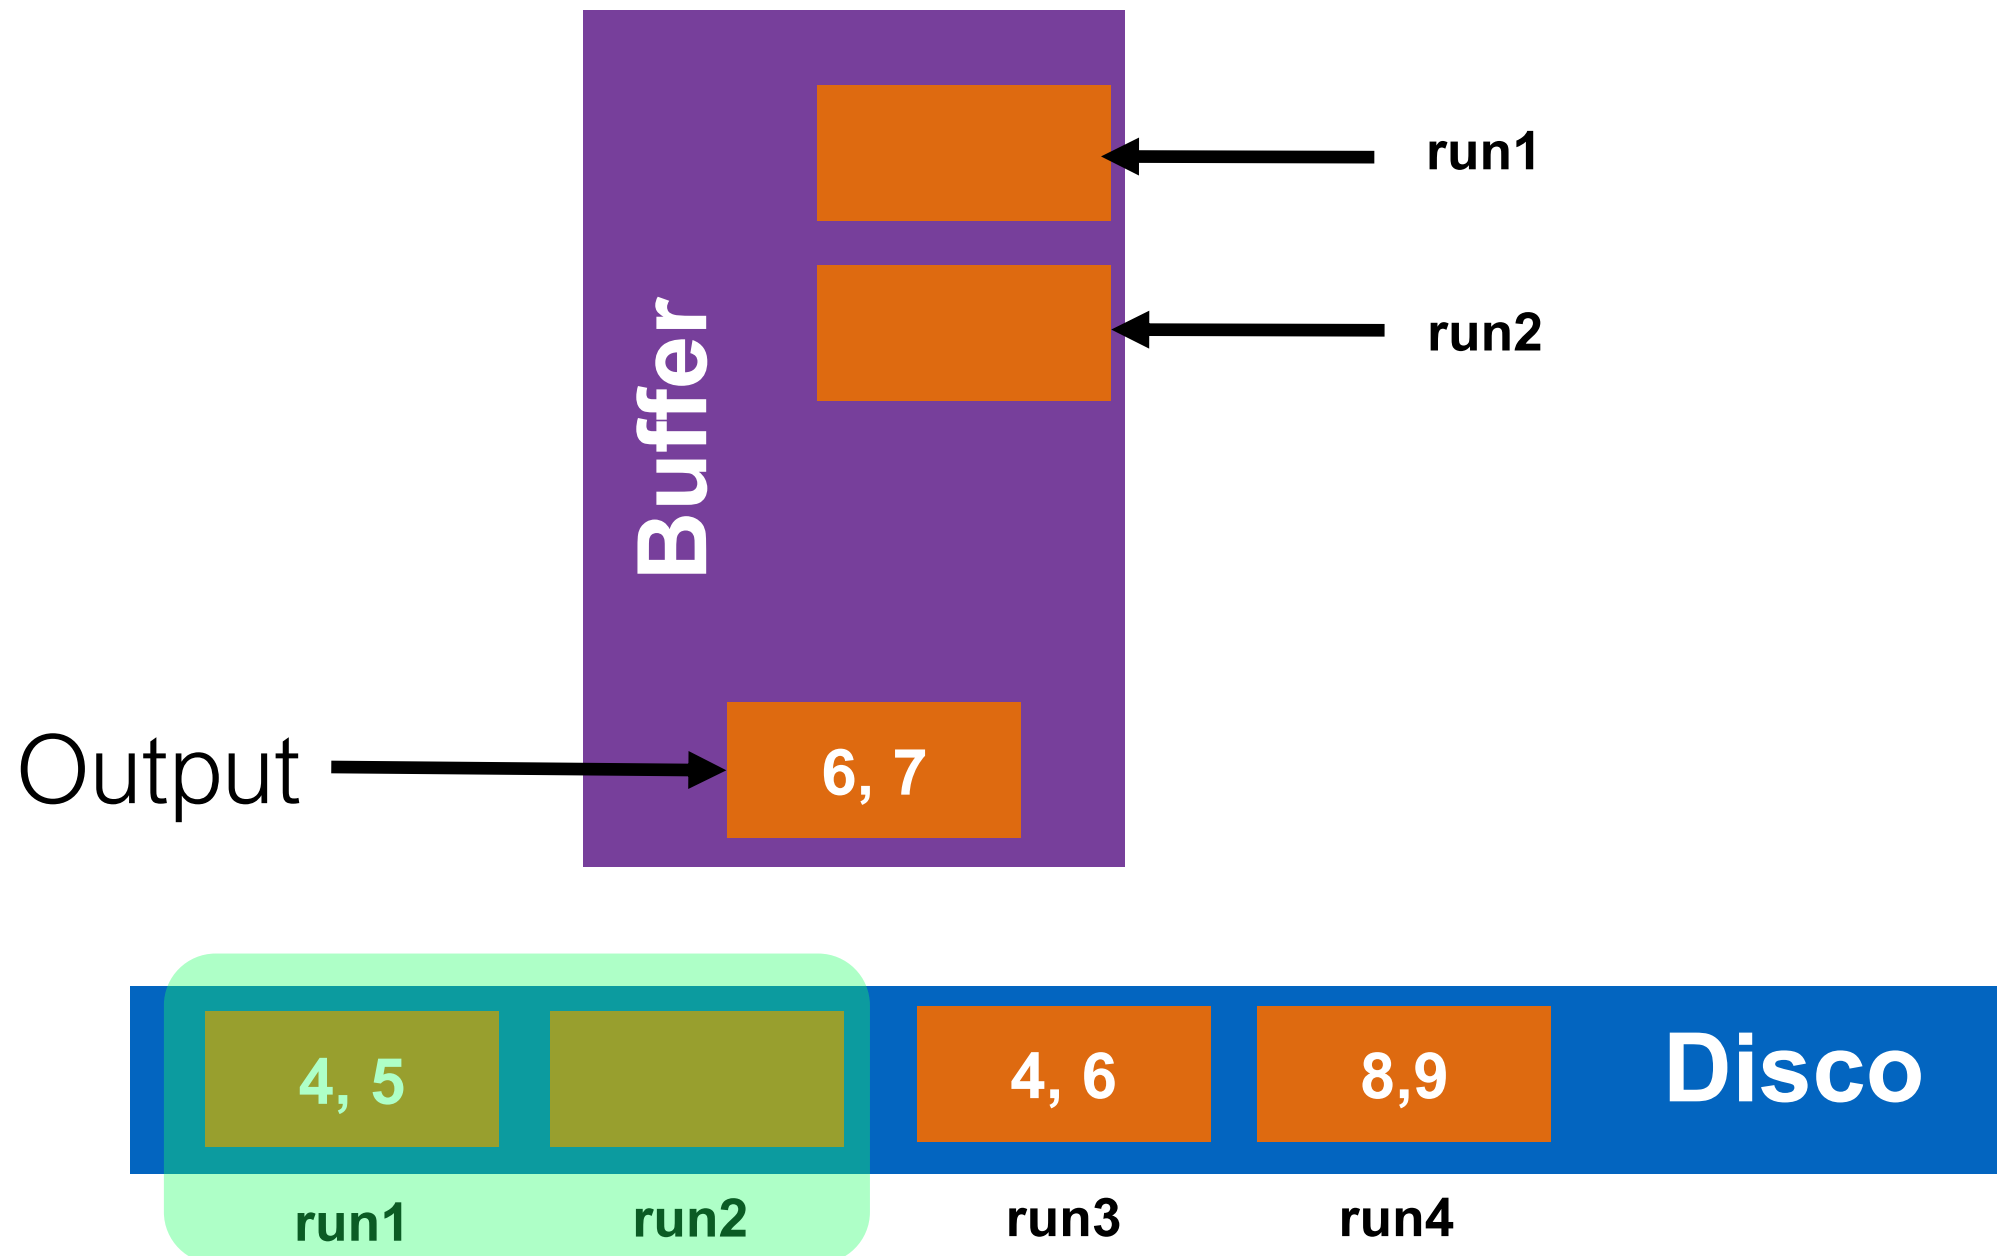 run1
run2
Buffer
Output
6, 7
4, 5
4, 6
8,9
Disco
run1
run2
run3
run4